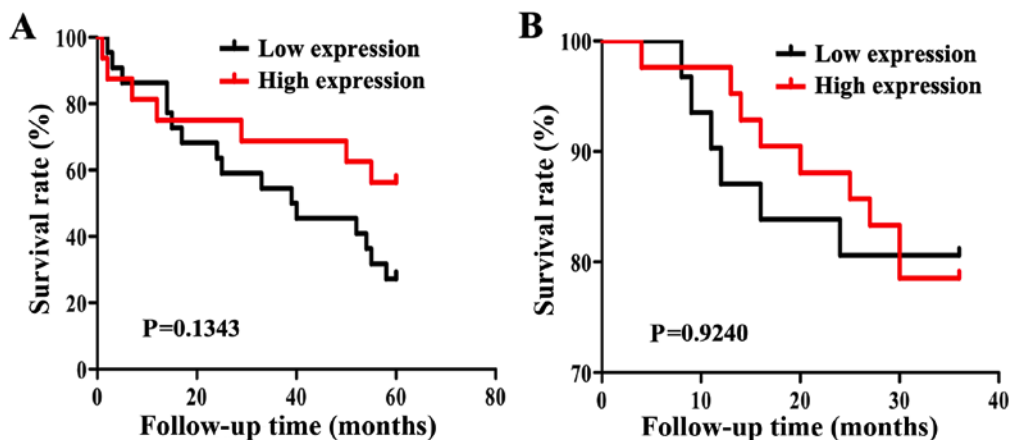 A
Survival rate (%)
100
80
60
40
20
0
Low expression
High expression
P=0.1343
0 20 40 60 80
Follow-up time (months)
B
Survival rate (%)
100
90
80
70
Low expression
High expression
P=0.9240
0 10 20 30 40
Follow-up time (months)